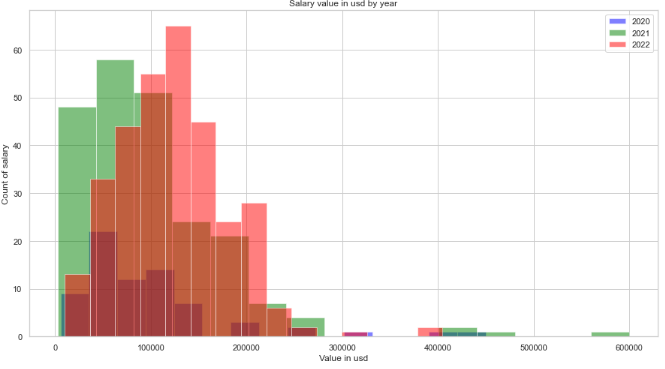 Salary value in usd by year
2020
2021
2022
60
50
40
30
20
10
0
Count of salary
0 100000 200000 300000 400000 500000 600000
Value in usd